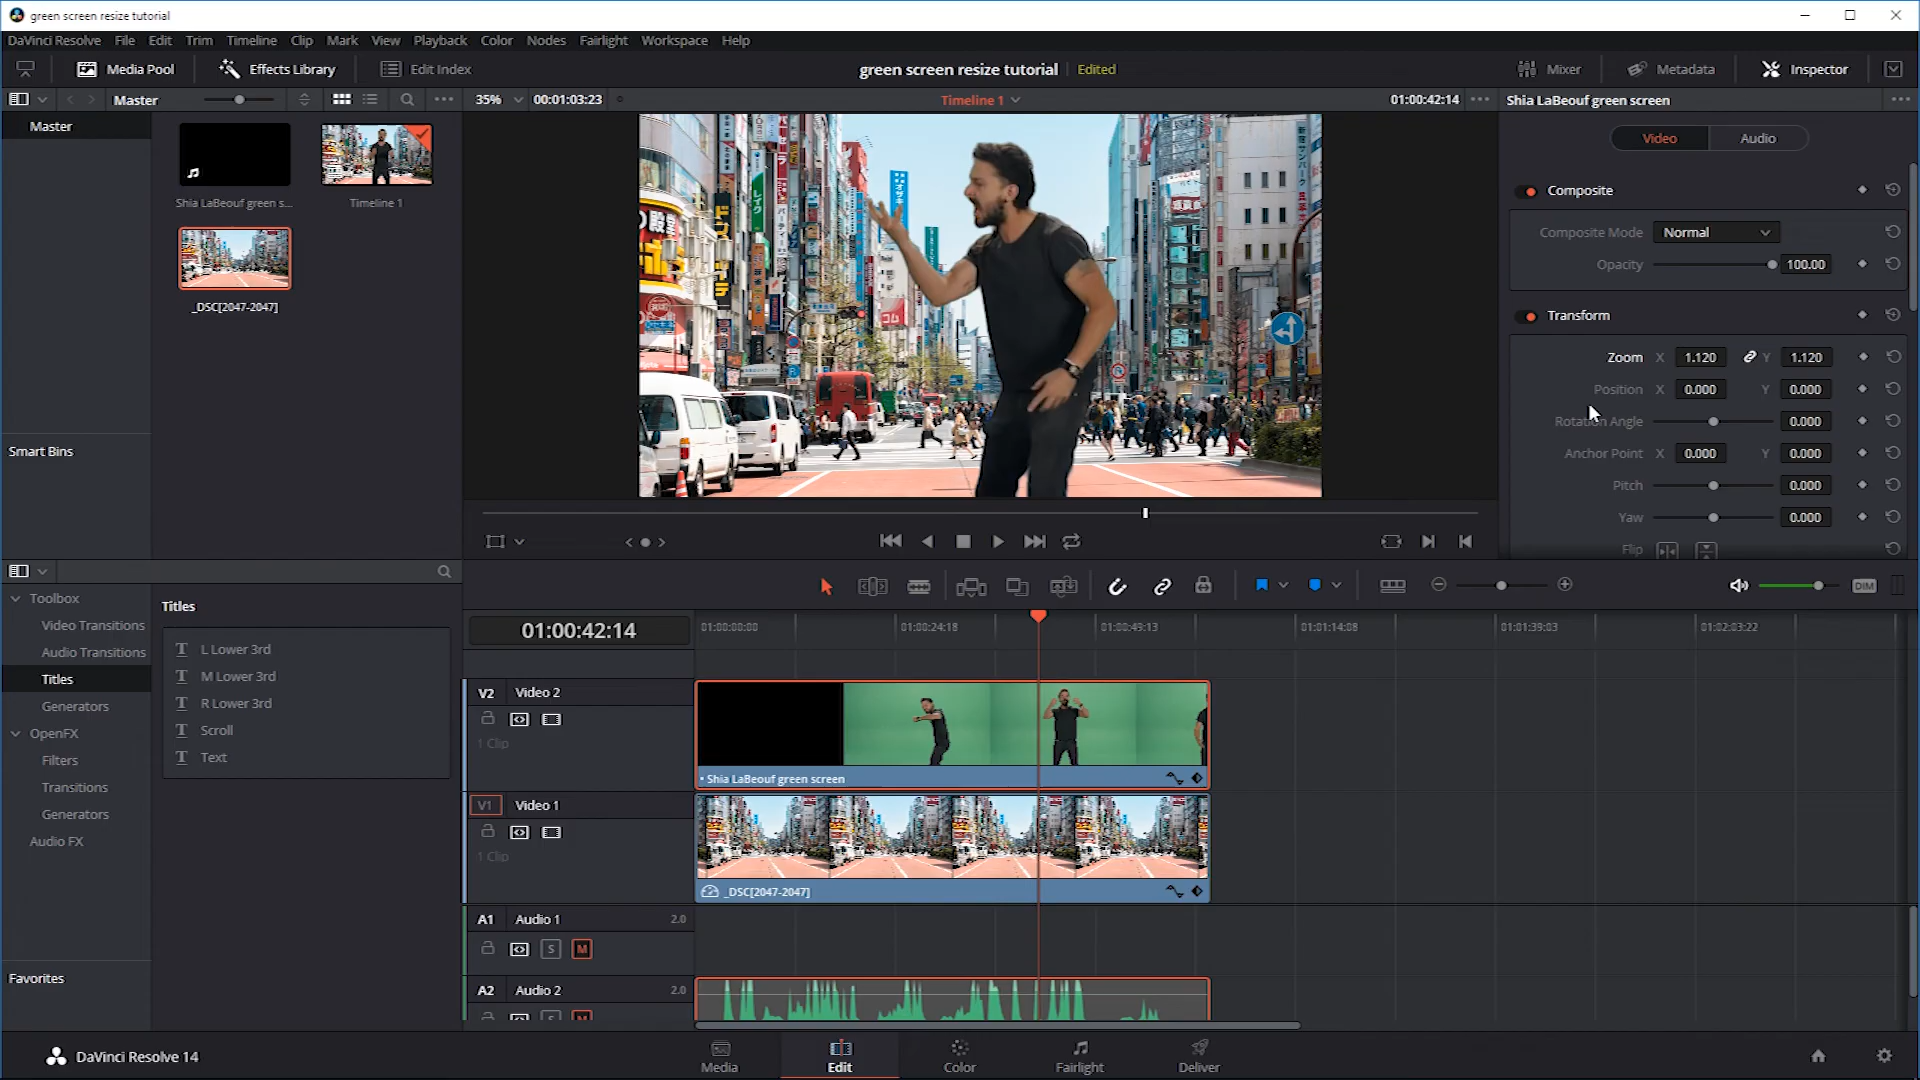 green screen resize tutorial
DaVinci Resolve File Edit Trim Timeline Clip Mark View Playback Color Nodes Fairlight Workspace Help
Media Pool Effects Library Edit Index green screen resize tutorial Edited Mixer Metadata Inspector
Master 35% 00:01:03:23 Timeline 1 01:00:42:14 Shia LaBeouf green screen
Master
Video Audio
Shia LaBeouf green s... Timeline 1
_DSC[2047-2047]
Composite
Composite Mode Normal
Opacity 100.00
Transform
Zoom X 1.120 Y 1.120
Position X 0.000 Y 0.000
Rotation Angle 0.000
Anchor Point X 0.000 Y 0.000
Pitch 0.000
Yaw 0.000
Flip
Smart Bins
DIM
Toolbox
Video Transitions
Audio Transitions
Titles
Generators
OpenFX
Filters
Transitions
Generators
Audio FX
Favorites
Titles
L Lower 3rd
M Lower 3rd
R Lower 3rd
Scroll
Text
01:00:42:14
01:00:00:00 01:00:24:18 01:00:49:13 01:01:14:08 01:01:39:03 01:02:03:22
V2 Video 2
1 Clip
• Shia LaBeouf green screen
V1 Video 1
1 Clip
_DSC[2047-2047]
A1 Audio 1 2.0
S M
A2 Audio 2 2.0
S M
DaVinci Resolve 14
Media Edit Color Fairlight Deliver